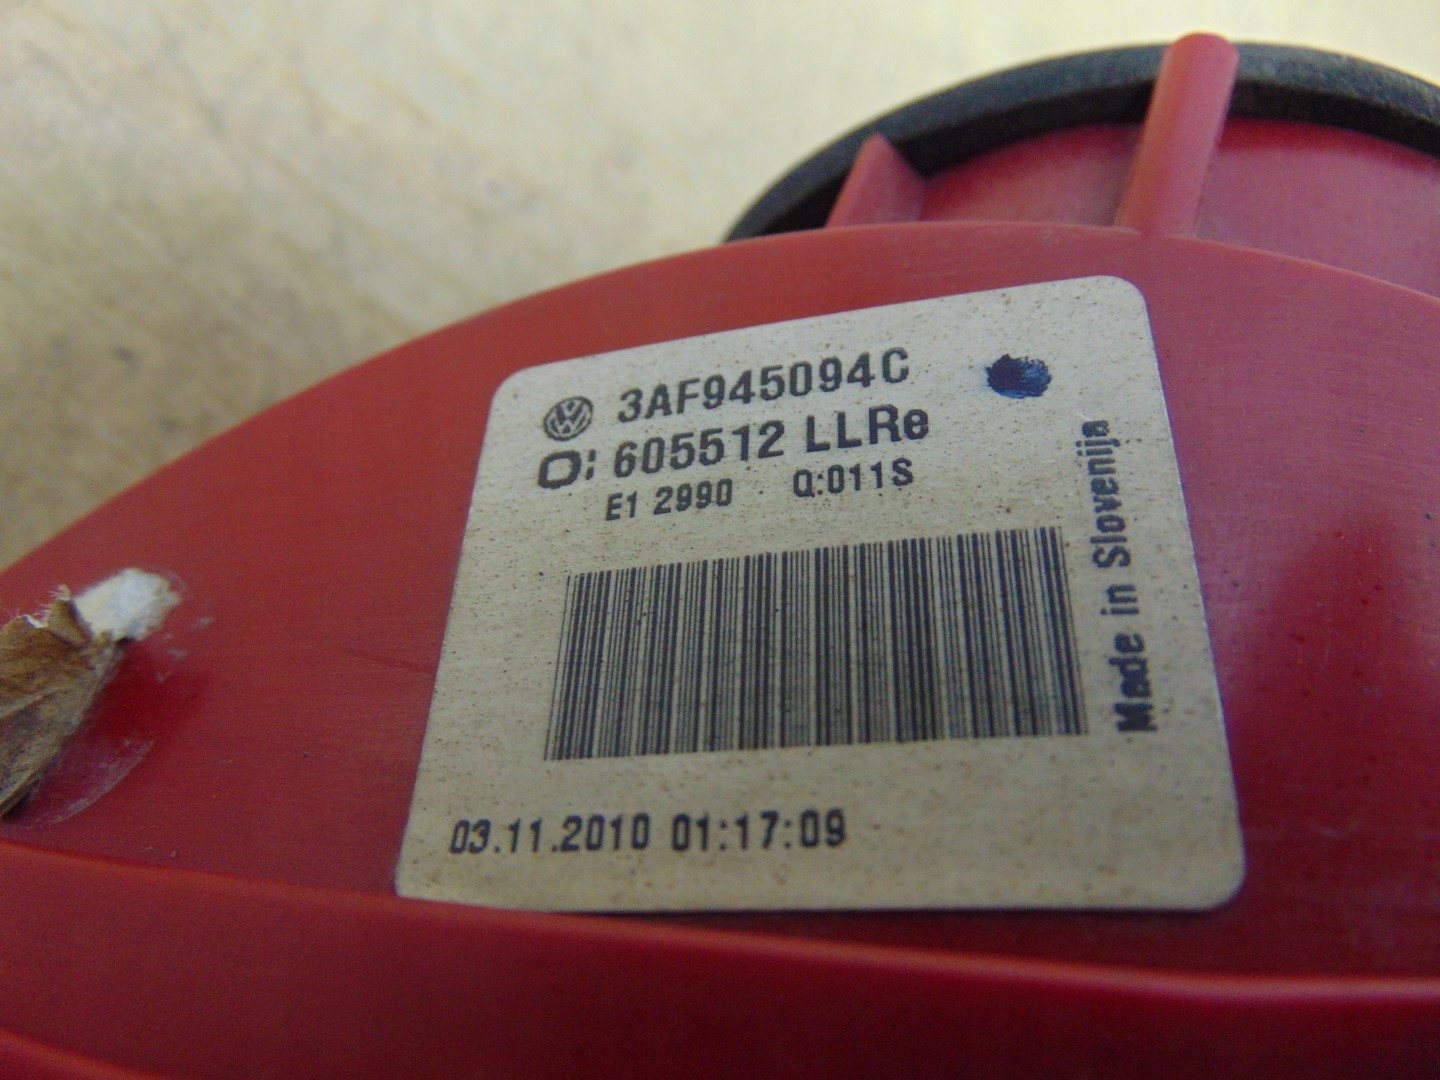 3AF945094C
O: 605512 LLRe
E1 2990 Q:011S
Made in Slovenija
03.11.2010 01:17:09